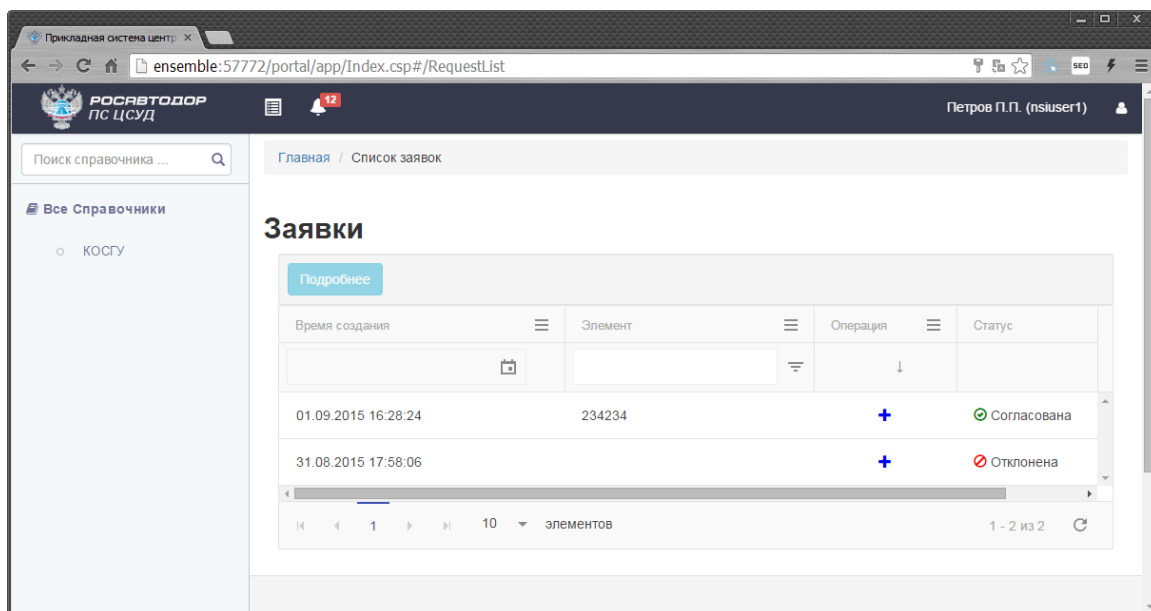 Прикладная система центр
ensemble:57772/portal/app/Index.csp#/RequestList
SEO
РОСАВТОДОР
ПС ЦСУД
12
Петров П.П. (nsiuser1)
Поиск справочника ...
Главная / Список заявок
Все Справочники
КОСГУ
Заявки
Подробнее
Время создания Элемент Операция Статус
01.09.2015 16:28:24 234234 Согласована
31.08.2015 17:58:06 Отклонена
1 10 элементов 1 - 2 из 2